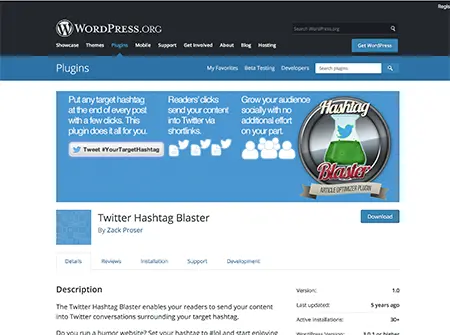 WORDPRESS.ORG
Search WordPress.org
Showcase Themes Plugins Mobile Support Get Involved About Blog Hosting
Get WordPress
Plugins
My Favorites Beta Testing Developers
Search plugins
Put any target hashtag
at the end of every post
with a few clicks. This
plugin does it all for you.
Tweet #YourTargetHashtag
Readers' clicks
send your content
into Twitter via
shortlinks.
Grow your audience
socially with no
additional effort
on your part.
Hashtag
Blaster
ARTICLE OPTIMIZER PLUGIN
Twitter Hashtag Blaster
By Zack Proser
Download
Details Reviews Installation Support Development
Description
The Twitter Hashtag Blaster enables your readers to send your content
into Twitter conversations surrounding your target hashtag.
Do you run a humor website? Set your hashtag to #lol and start enjoying
Version: 1.0
Last updated: 5 years ago
Active Installations: 30+
WordPress Version: 3.0.1 or